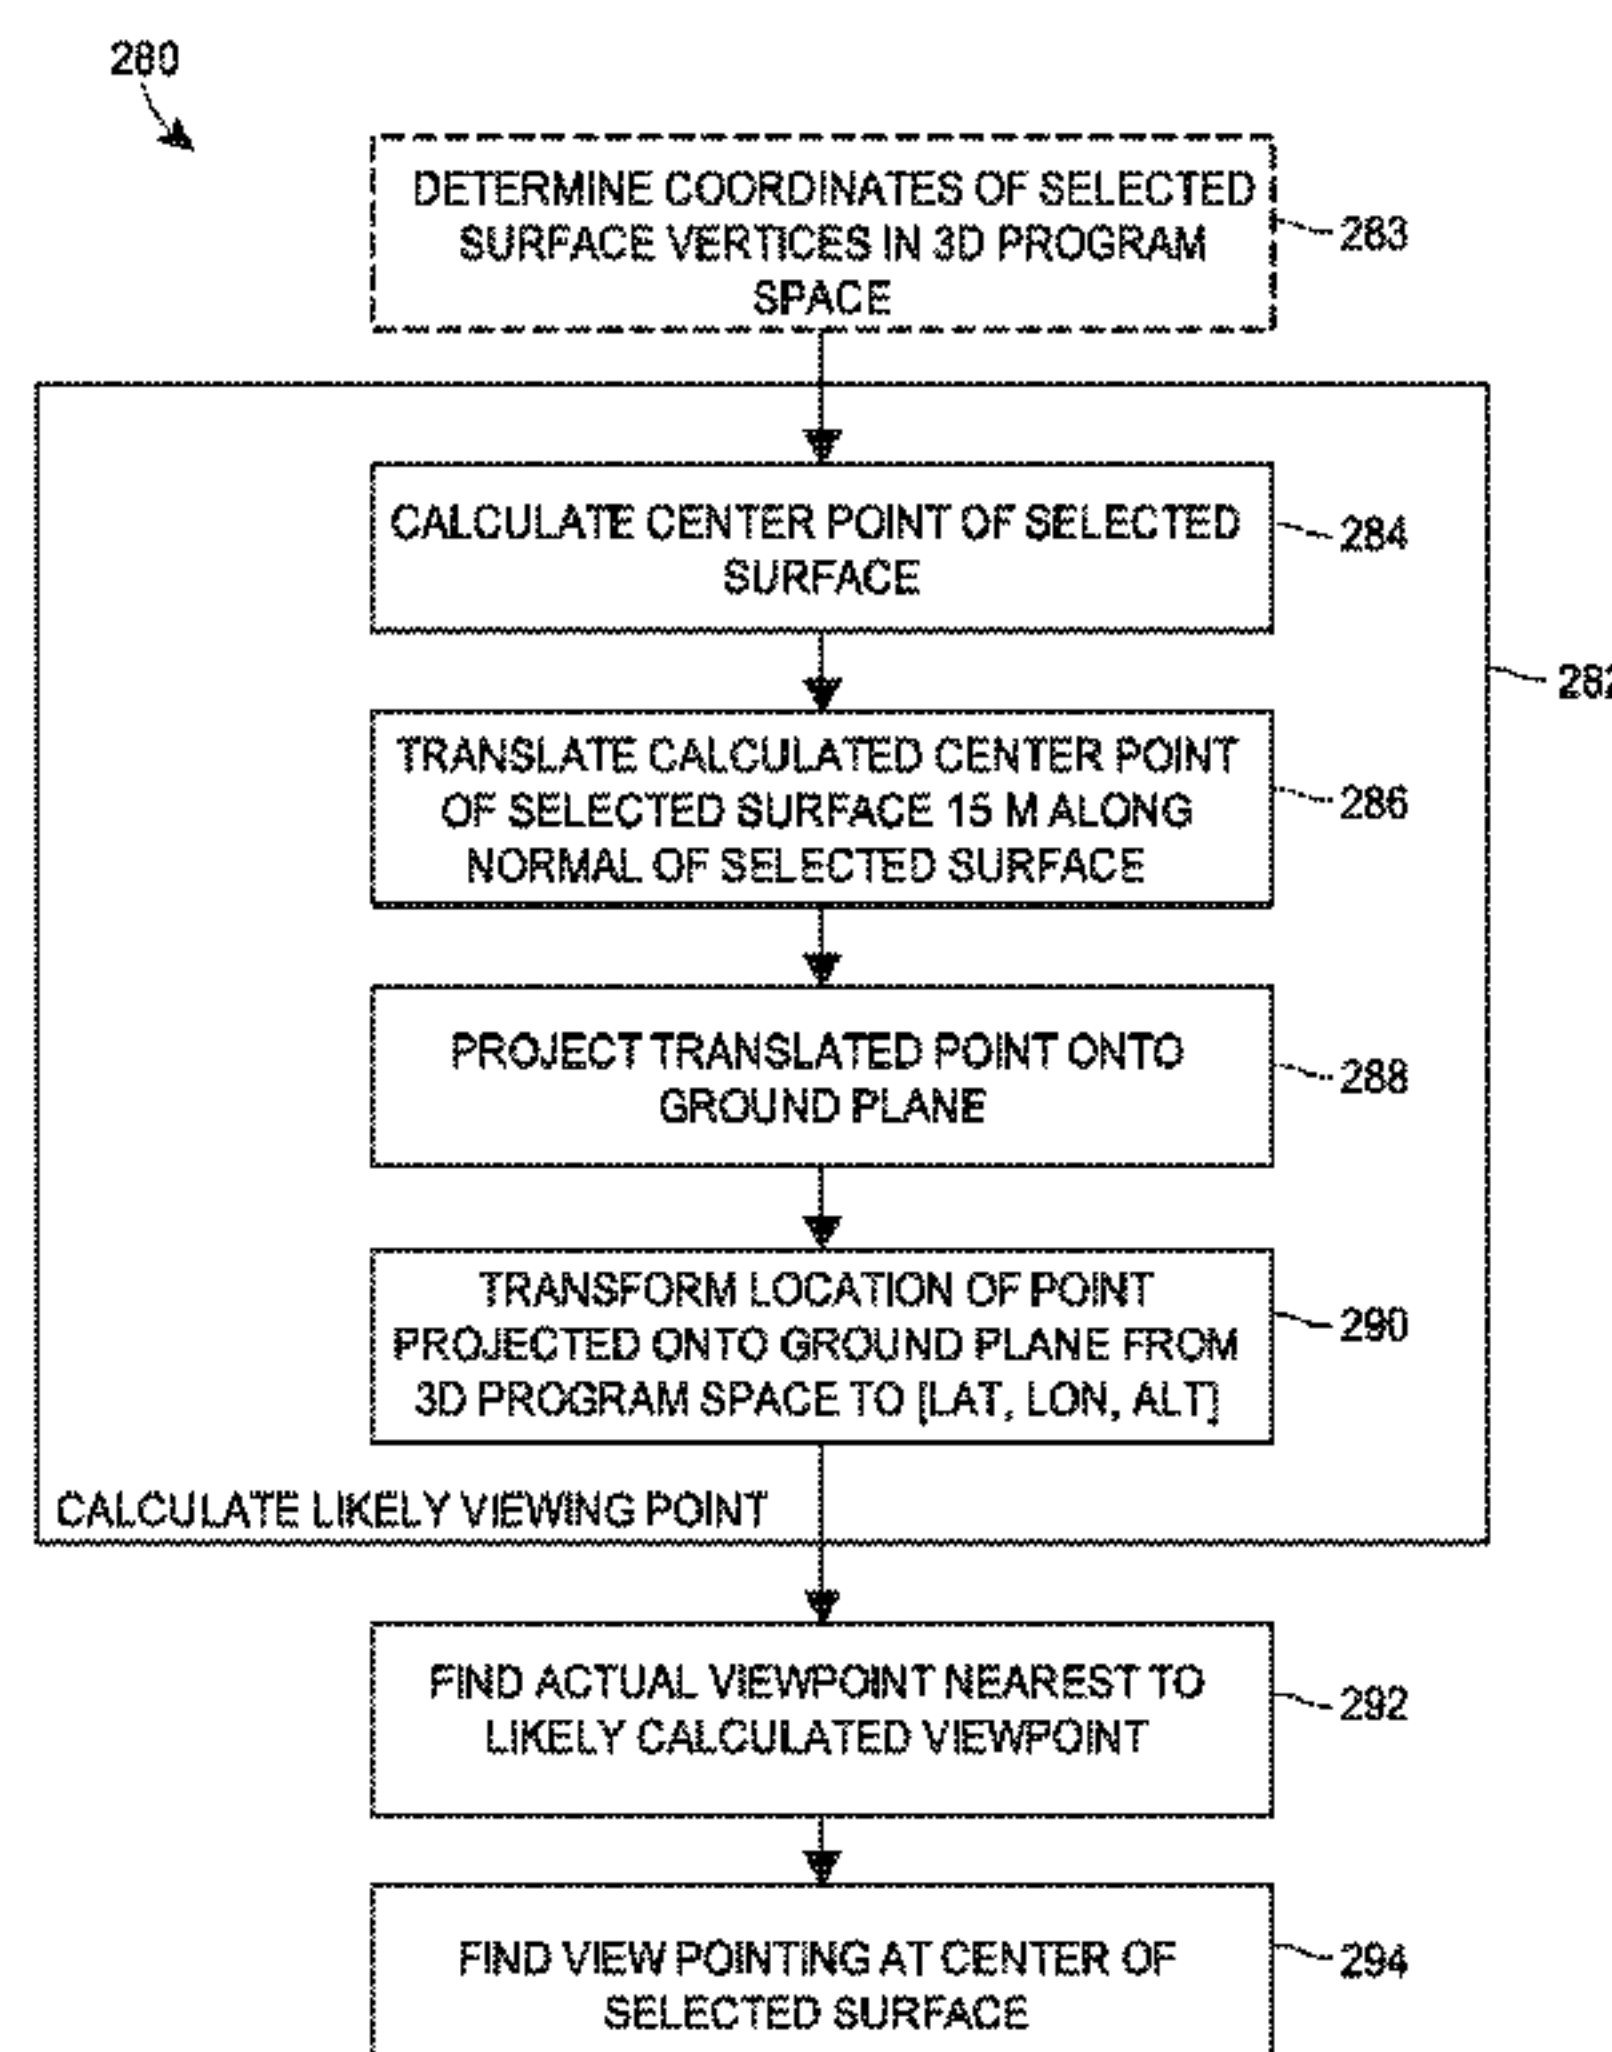 280
DETERMINE COORDINATES OF SELECTED
SURFACE VERTICES IN 3D PROGRAM
SPACE
283
CALCULATE CENTER POINT OF SELECTED
SURFACE
284
282
TRANSLATE CALCULATED CENTER POINT
OF SELECTED SURFACE 15 M ALONG
NORMAL OF SELECTED SURFACE
286
PROJECT TRANSLATED POINT ONTO
GROUND PLANE
288
TRANSFORM LOCATION OF POINT
PROJECTED ONTO GROUND PLANE FROM
3D PROGRAM SPACE TO [LAT, LON, ALT]
290
CALCULATE LIKELY VIEWING POINT
FIND ACTUAL VIEWPOINT NEAREST TO
LIKELY CALCULATED VIEWPOINT
292
FIND VIEW POINTING AT CENTER OF
SELECTED SURFACE
294